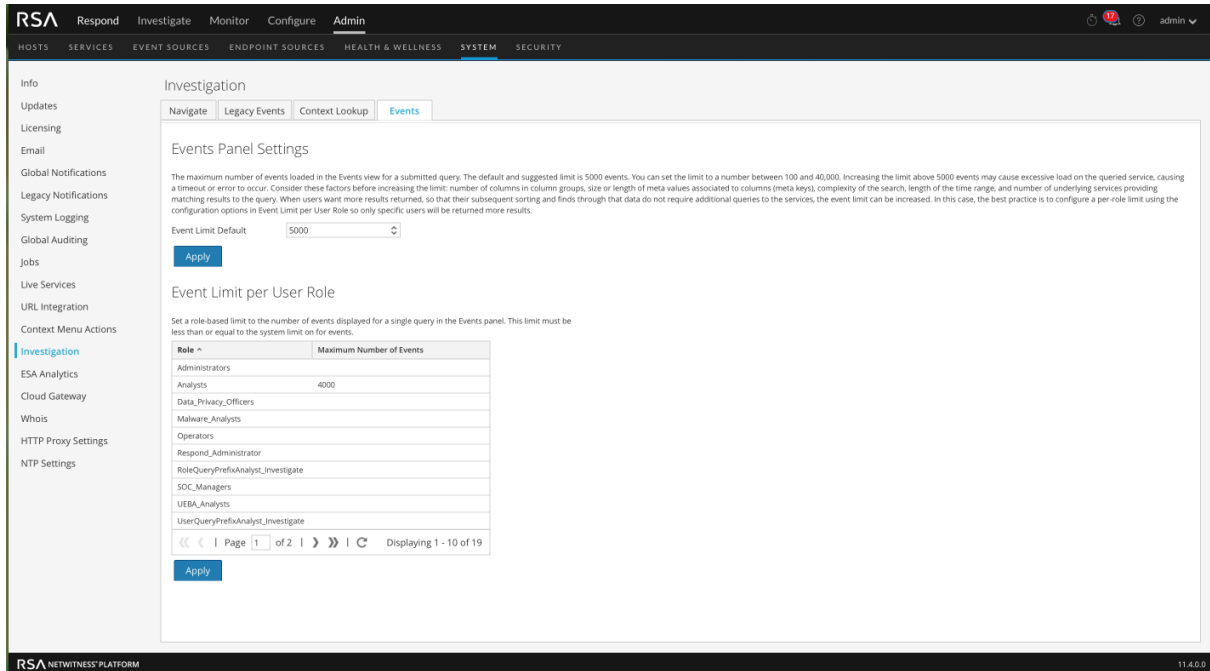 RSA Respond Investigate Monitor Configure Admin 17 admin
HOSTS SERVICES EVENT SOURCES ENDPOINT SOURCES HEALTH & WELLNESS SYSTEM SECURITY
Info
Updates
Licensing
Email
Global Notifications
Legacy Notifications
System Logging
Global Auditing
Jobs
Live Services
URL Integration
Context Menu Actions
Investigation
ESA Analytics
Cloud Gateway
Whois
HTTP Proxy Settings
NTP Settings
Investigation
Navigate Legacy Events Context Lookup Events
Events Panel Settings
The maximum number of events loaded in the Events view for a submitted query. The default and suggested limit is 5000 events. You can set the limit to a number between 100 and 40,000. Increasing the limit above 5000 events may cause excessive load on the queried service, causing
a timeout or error to occur. Consider these factors before increasing the limit: number of columns in column groups, size or length of meta values associated to columns (meta keys), complexity of the search, length of the time range, and number of underlying services providing
matching results to the query. When users want more results returned, so that their subsequent sorting and finds through that data do not require additional queries to the services, the event limit can be increased. In this case, the best practice is to configure a per-role limit using the
configuration options in Event Limit per User Role so only specific users will be returned more results.
Event Limit Default 5000
Apply
Event Limit per User Role
Set a role-based limit to the number of events displayed for a single query in the Events panel. This limit must be
less than or equal to the system limit on for events.
Role Maximum Number of Events
Administrators
Analysts 4000
Data_Privacy_Officers
Malware_Analysts
Operators
Respond_Administrator
RoleQueryPrefixAnalyst_Investigate
SOC_Managers
UEBA_Analysts
UserQueryPrefixAnalyst_Investigate
Page 1 of 2 Displaying 1 - 10 of 19
Apply
RSA NETWITNESS® PLATFORM 11.4.0.0